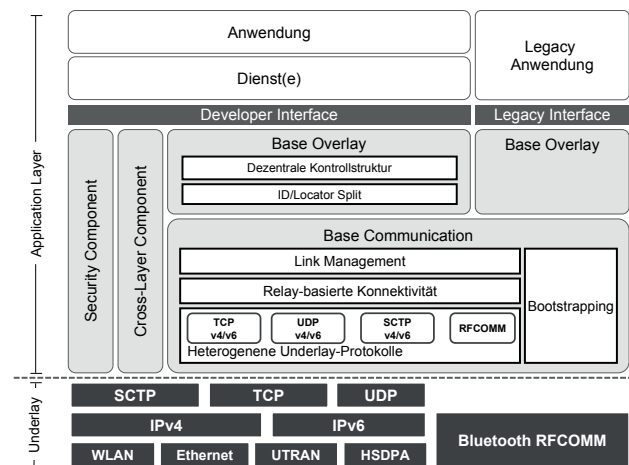 Anwendung
Legacy
Anwendung
Dienst(e)
Developer Interface
Legacy Interface
Application Layer
Security Component
Cross-Layer Component
Base Overlay
Dezentrale Kontrollstruktur
ID/Locator Split
Base Overlay
Base Communication
Link Management
Relay-basierte Konnektivität
TCP
v4/v6
UDP
v4/v6
SCTP
v4/v6
RFCOMM
Heterogenene Underlay-Protokolle
Bootstrapping
Underlay
SCTP
TCP
UDP
IPv4
IPv6
WLAN
Ethernet
UTRAN
HSDPA
Bluetooth RFCOMM